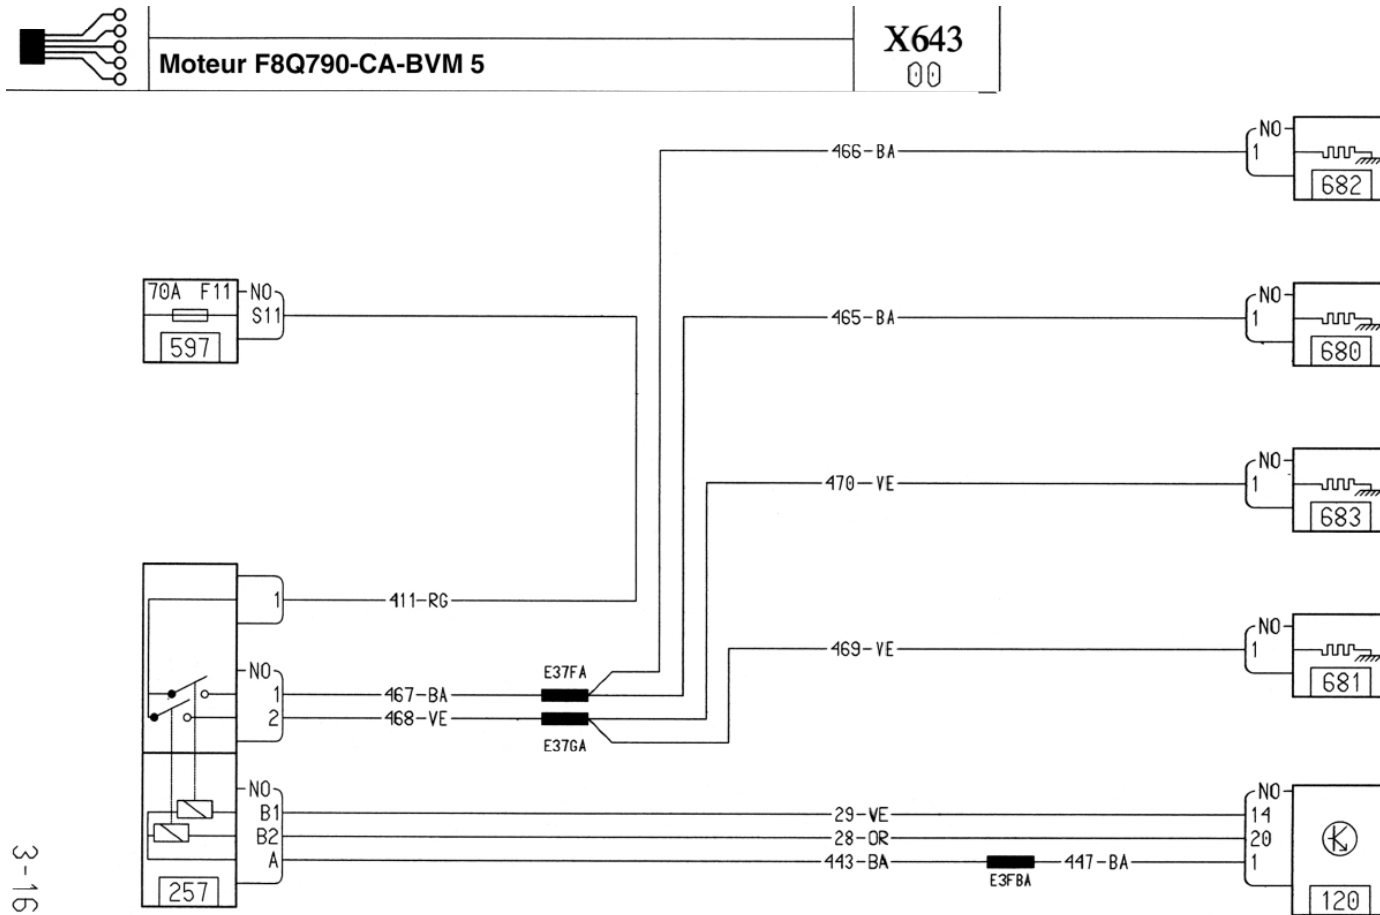 Moteur F8Q790-CA-BVM 5
X643
00
466-BA
NO
1
682
70A F11
NO
S11
597
465-BA
NO
1
680
470-VE
NO
1
683
411-RG
1
469-VE
NO
1
681
NO
1
467-BA
E37FA
2
468-VE
E37GA
NO
B1
29-VE
NO
14
B2
28-OR
20
A
443-BA
E3FBA
447-BA
1
257
120
3-16